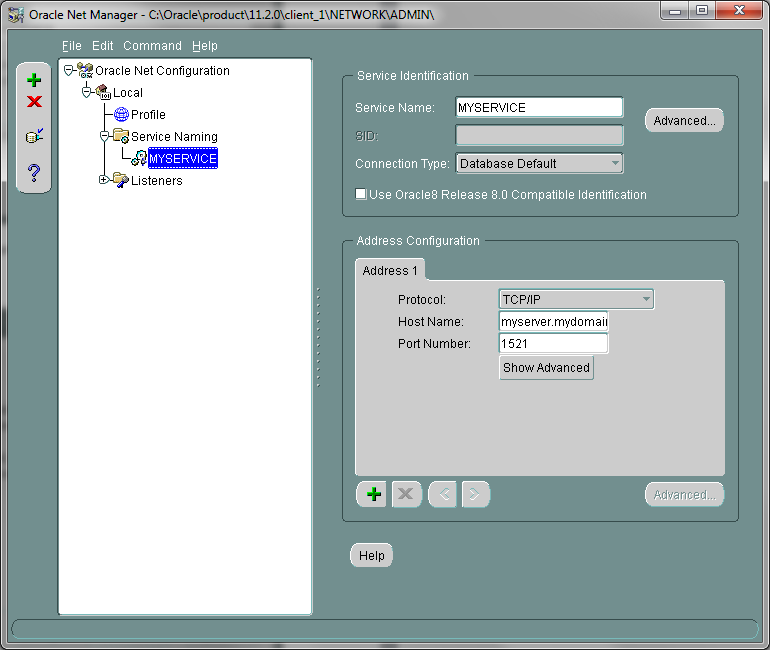 Oracle Net Manager - C:\Oracle\product\11.2.0\client_1\NETWORK\ADMIN\
File Edit Command Help
Oracle Net Configuration
Local
Profile
Service Naming
MYSERVICE
Listeners
Service Identification
Service Name: MYSERVICE
Advanced...
SID:
Connection Type: Database Default
Use Oracle8 Release 8.0 Compatible Identification
Address Configuration
Address 1
Protocol: TCP/IP
Host Name: myserver.mydomai
Port Number: 1521
Show Advanced
Advanced...
Help